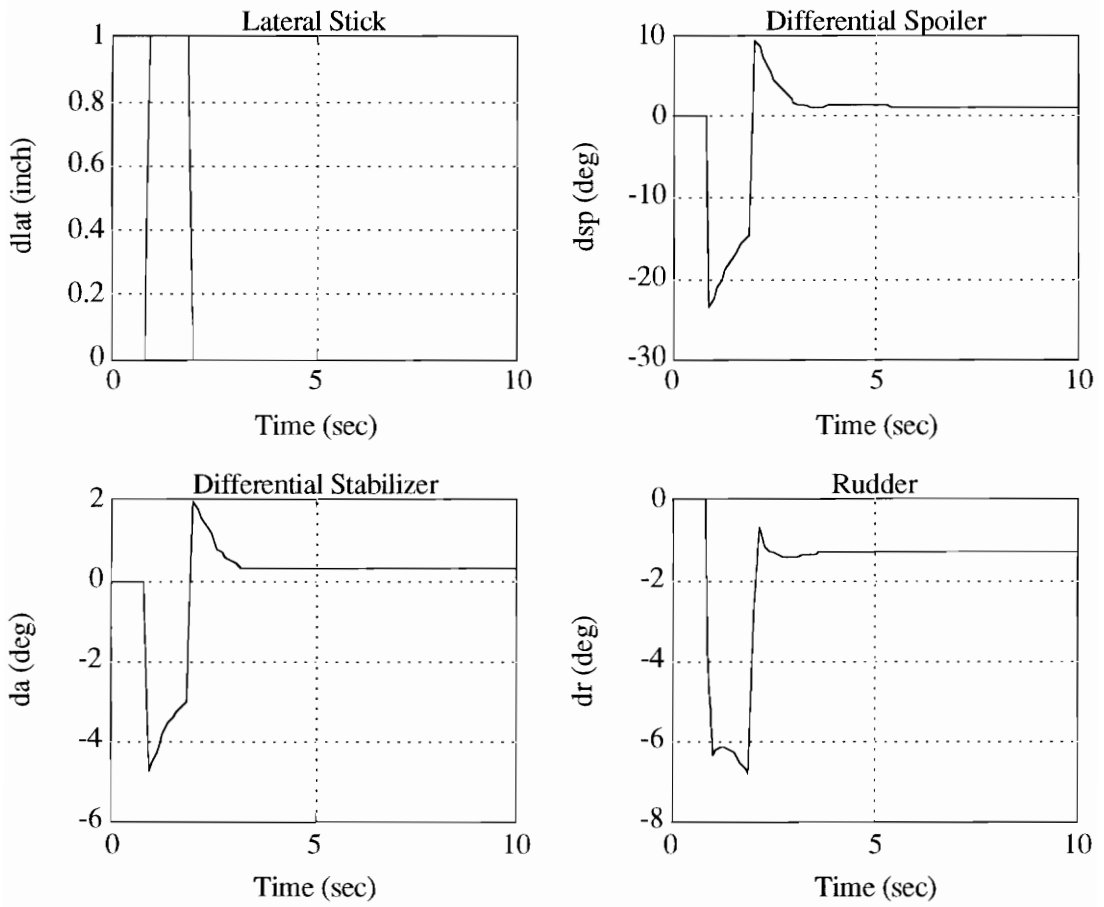 Lateral Stick
1
0.8
0.6
0.4
0.2
0
dlat (inch)
0 5 10
Time (sec)
Differential Spoiler
10
0
-10
-20
-30
dsp (deg)
0 5 10
Time (sec)
Differential Stabilizer
2
0
-2
-4
-6
da (deg)
0 5 10
Time (sec)
Rudder
0
-2
-4
-6
-8
dr (deg)
0 5 10
Time (sec)